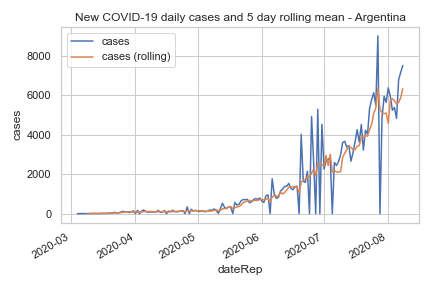 New COVID-19 daily cases and 5 day rolling mean - Argentina
cases
cases (rolling)
8000
6000
4000
2000
0
cases
2020-03
2020-04
2020-05
2020-06
2020-07
2020-08
dateRep